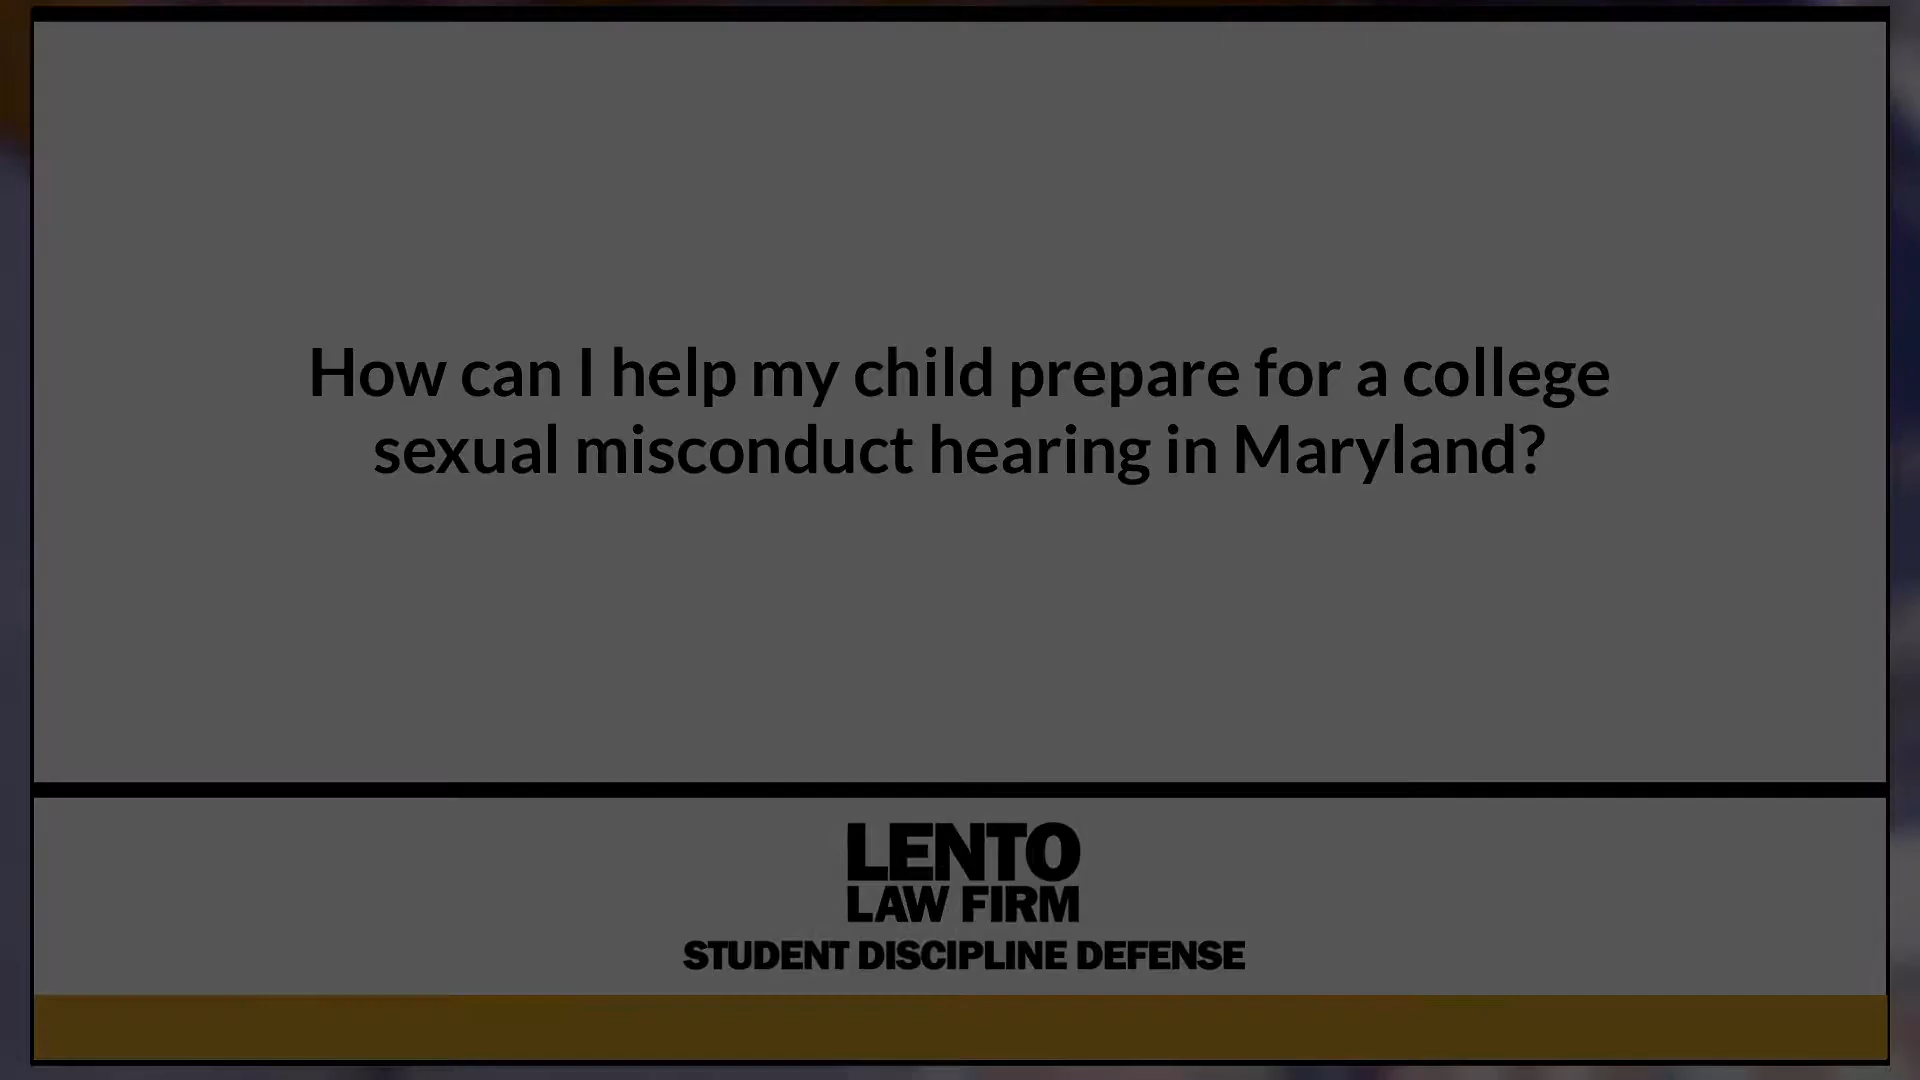 How can I help my child prepare for a college
sexual misconduct hearing in Maryland?
LENTO
LAW FIRM
STUDENT DISCIPLINE DEFENSE